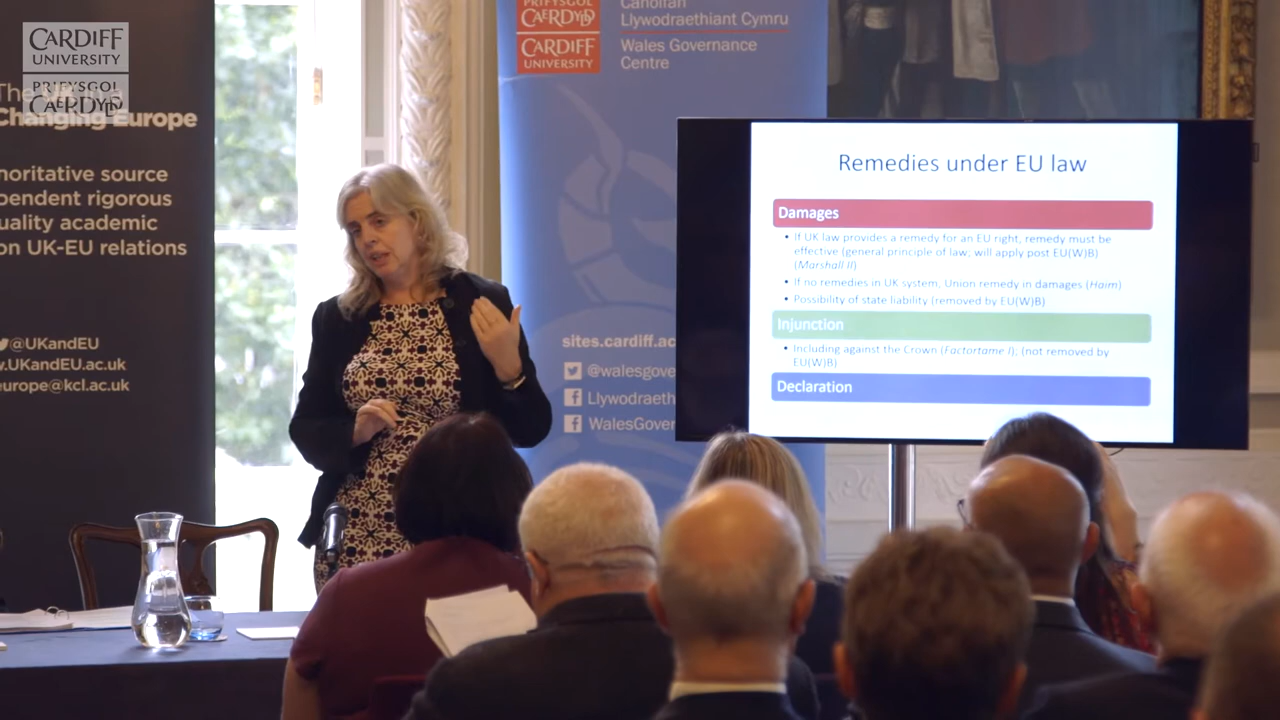 CARDIFF
UNIVERSITY
PRIFYSGOL
CAERDYDD
The
Changing Europe
noritative source
pendent rigorous
uality academic
on UK-EU relations
@UKandEU
.UKandEU.ac.uk
europe@kcl.ac.uk
PRIFYSGOL
CAERDYDD
CARDIFF
UNIVERSITY
Canolfan
Llywodraethiant Cymru
Wales Governance
Centre
sites.cardiff.ac
@walesgove
Llywodraeth
WalesGover
Remedies under EU law
Damages
• If UK law provides a remedy for an EU right, remedy must be
effective (general principle of law; will apply post EU(W)B)
(Marshall II)
• If no remedies in UK system, Union remedy in damages (Haim)
• Possibility of state liability (removed by EU(W)B)
Injunction
• Including against the Crown (Factortame I); (not removed by
EU(W)B)
Declaration